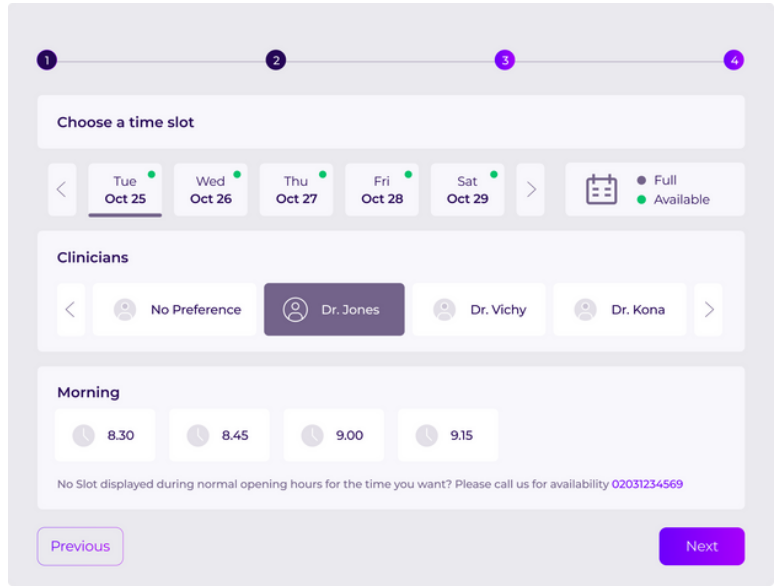 1 2 3 4
Choose a time slot
Tue Wed Thu Fri Sat Full
Oct 25 Oct 26 Oct 27 Oct 28 Oct 29 Available
Clinicians
No Preference Dr. Jones Dr. Vichy Dr. Kona
Morning
8.30 8.45 9.00 9.15
No Slot displayed during normal opening hours for the time you want? Please call us for availability 02031234569
Previous Next